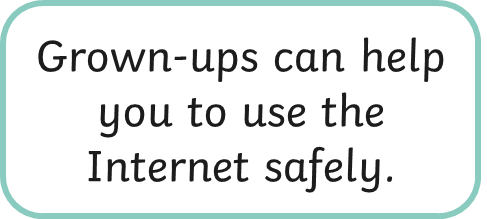 Grown-ups can help
you to use the
Internet safely.